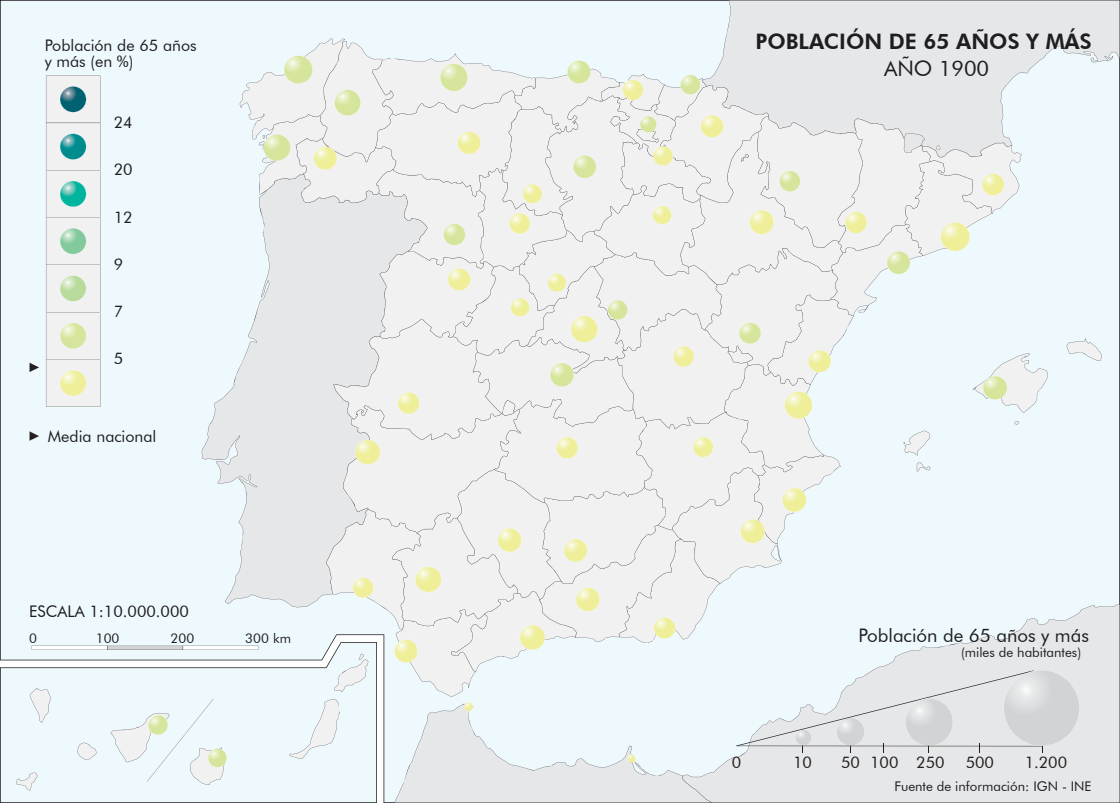 POBLACIÓN DE 65 AÑOS Y MÁS
AÑO 1900
Población de 65 años
y más (en %)
24
20
12
9
7
5
Media nacional
ESCALA 1:10.000.000
0 100 200 300 km
Población de 65 años y más
(miles de habitantes)
0 10 50 100 250 500 1.200
Fuente de información: IGN - INE